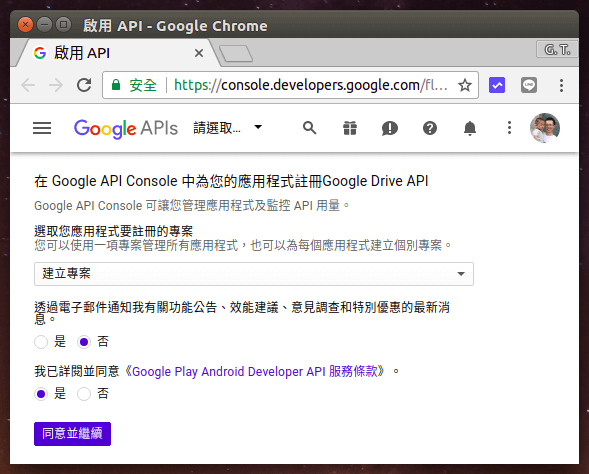 啟用 API - Google Chrome
啟用 API
G. T.
安全 https://console.developers.google.com/fl...
Google APIs 請選取...
在 Google API Console 中為您的應用程式註冊Google Drive API
Google API Console 可讓您管理應用程式及監控 API 用量。
選取您應用程式要註冊的專案
您可以使用一項專案管理所有應用程式，也可以為每個應用程式建立個別專案。
建立專案
透過電子郵件通知我有關功能公告、效能建議、意見調查和特別優惠的最新消
息。
是 否
我已詳閱並同意《Google Play Android Developer API 服務條款》。
是 否
同意並繼續